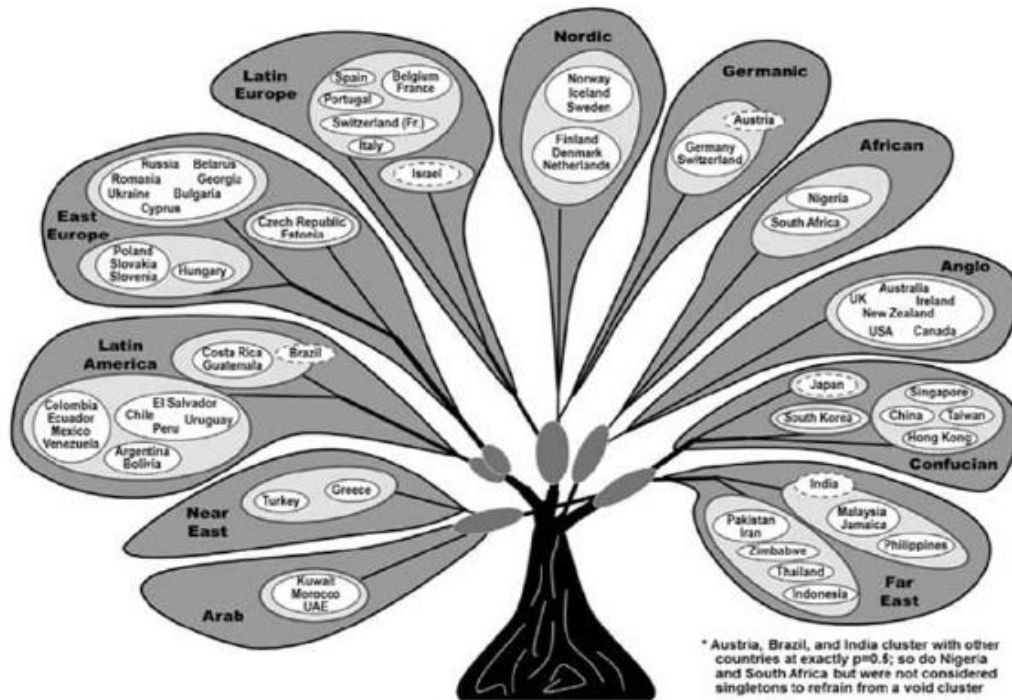 Nordic
Norway
Iceland
Sweden
Finland
Denmark
Netherlands
Latin
Europe
Spain
Belgium
France
Portugal
Switzerland (Fr.)
Italy
Israel
Germanic
Austria
Germany
Switzerland
African
Nigeria
South Africa
East
Europe
Russia Belarus
Romania Georgia
Ukraine Bulgaria
Cyprus
Czech Republic
Estonia
Poland
Slovakia
Slovenia
Hungary
Anglo
Australia
UK Ireland
New Zealand
USA Canada
Latin
America
Costa Rica
Guatemala
Brazil
Colombia
Ecuador
Mexico
Venezuela
El Salvador
Chile Uruguay
Peru
Argentina
Bolivia
Japan
South Korea
Singapore
China Taiwan
Hong Kong
Confucian
Near
East
Turkey
Greece
Arab
Kuwait
Morocco
UAE
India
Malaysia
Jamaica
Philippines
Pakistan
Iran
Zimbabwe
Thailand
Indonesia
Far
East
* Austria, Brazil, and India cluster with other
countries at exactly p=0.5; so do Nigeria
and South Africa but were not considered
singletons to refrain from a void cluster